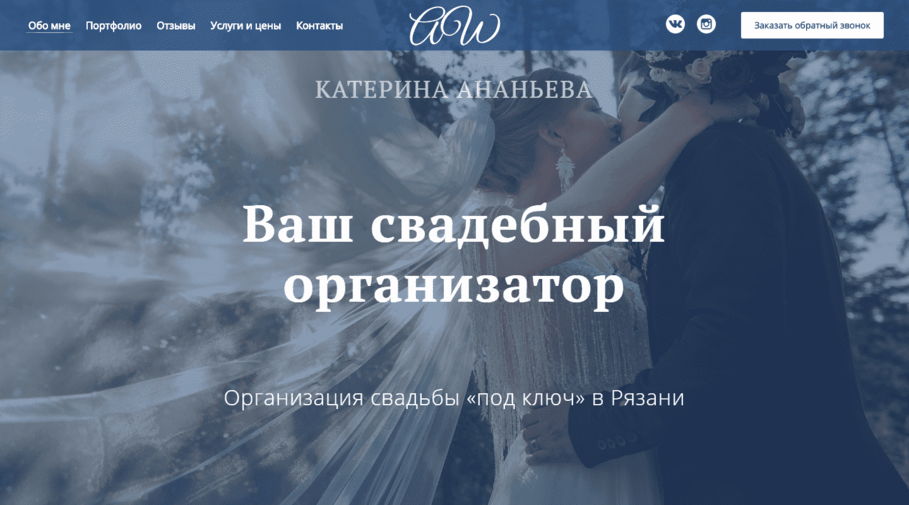 Обо мне Портфолио Отзывы Услуги и цены Контакты AW Заказать обратный звонок
КАТЕРИНА АНАНЬЕВА
Ваш свадебный
организатор
Организация свадьбы «под ключ» в Рязани